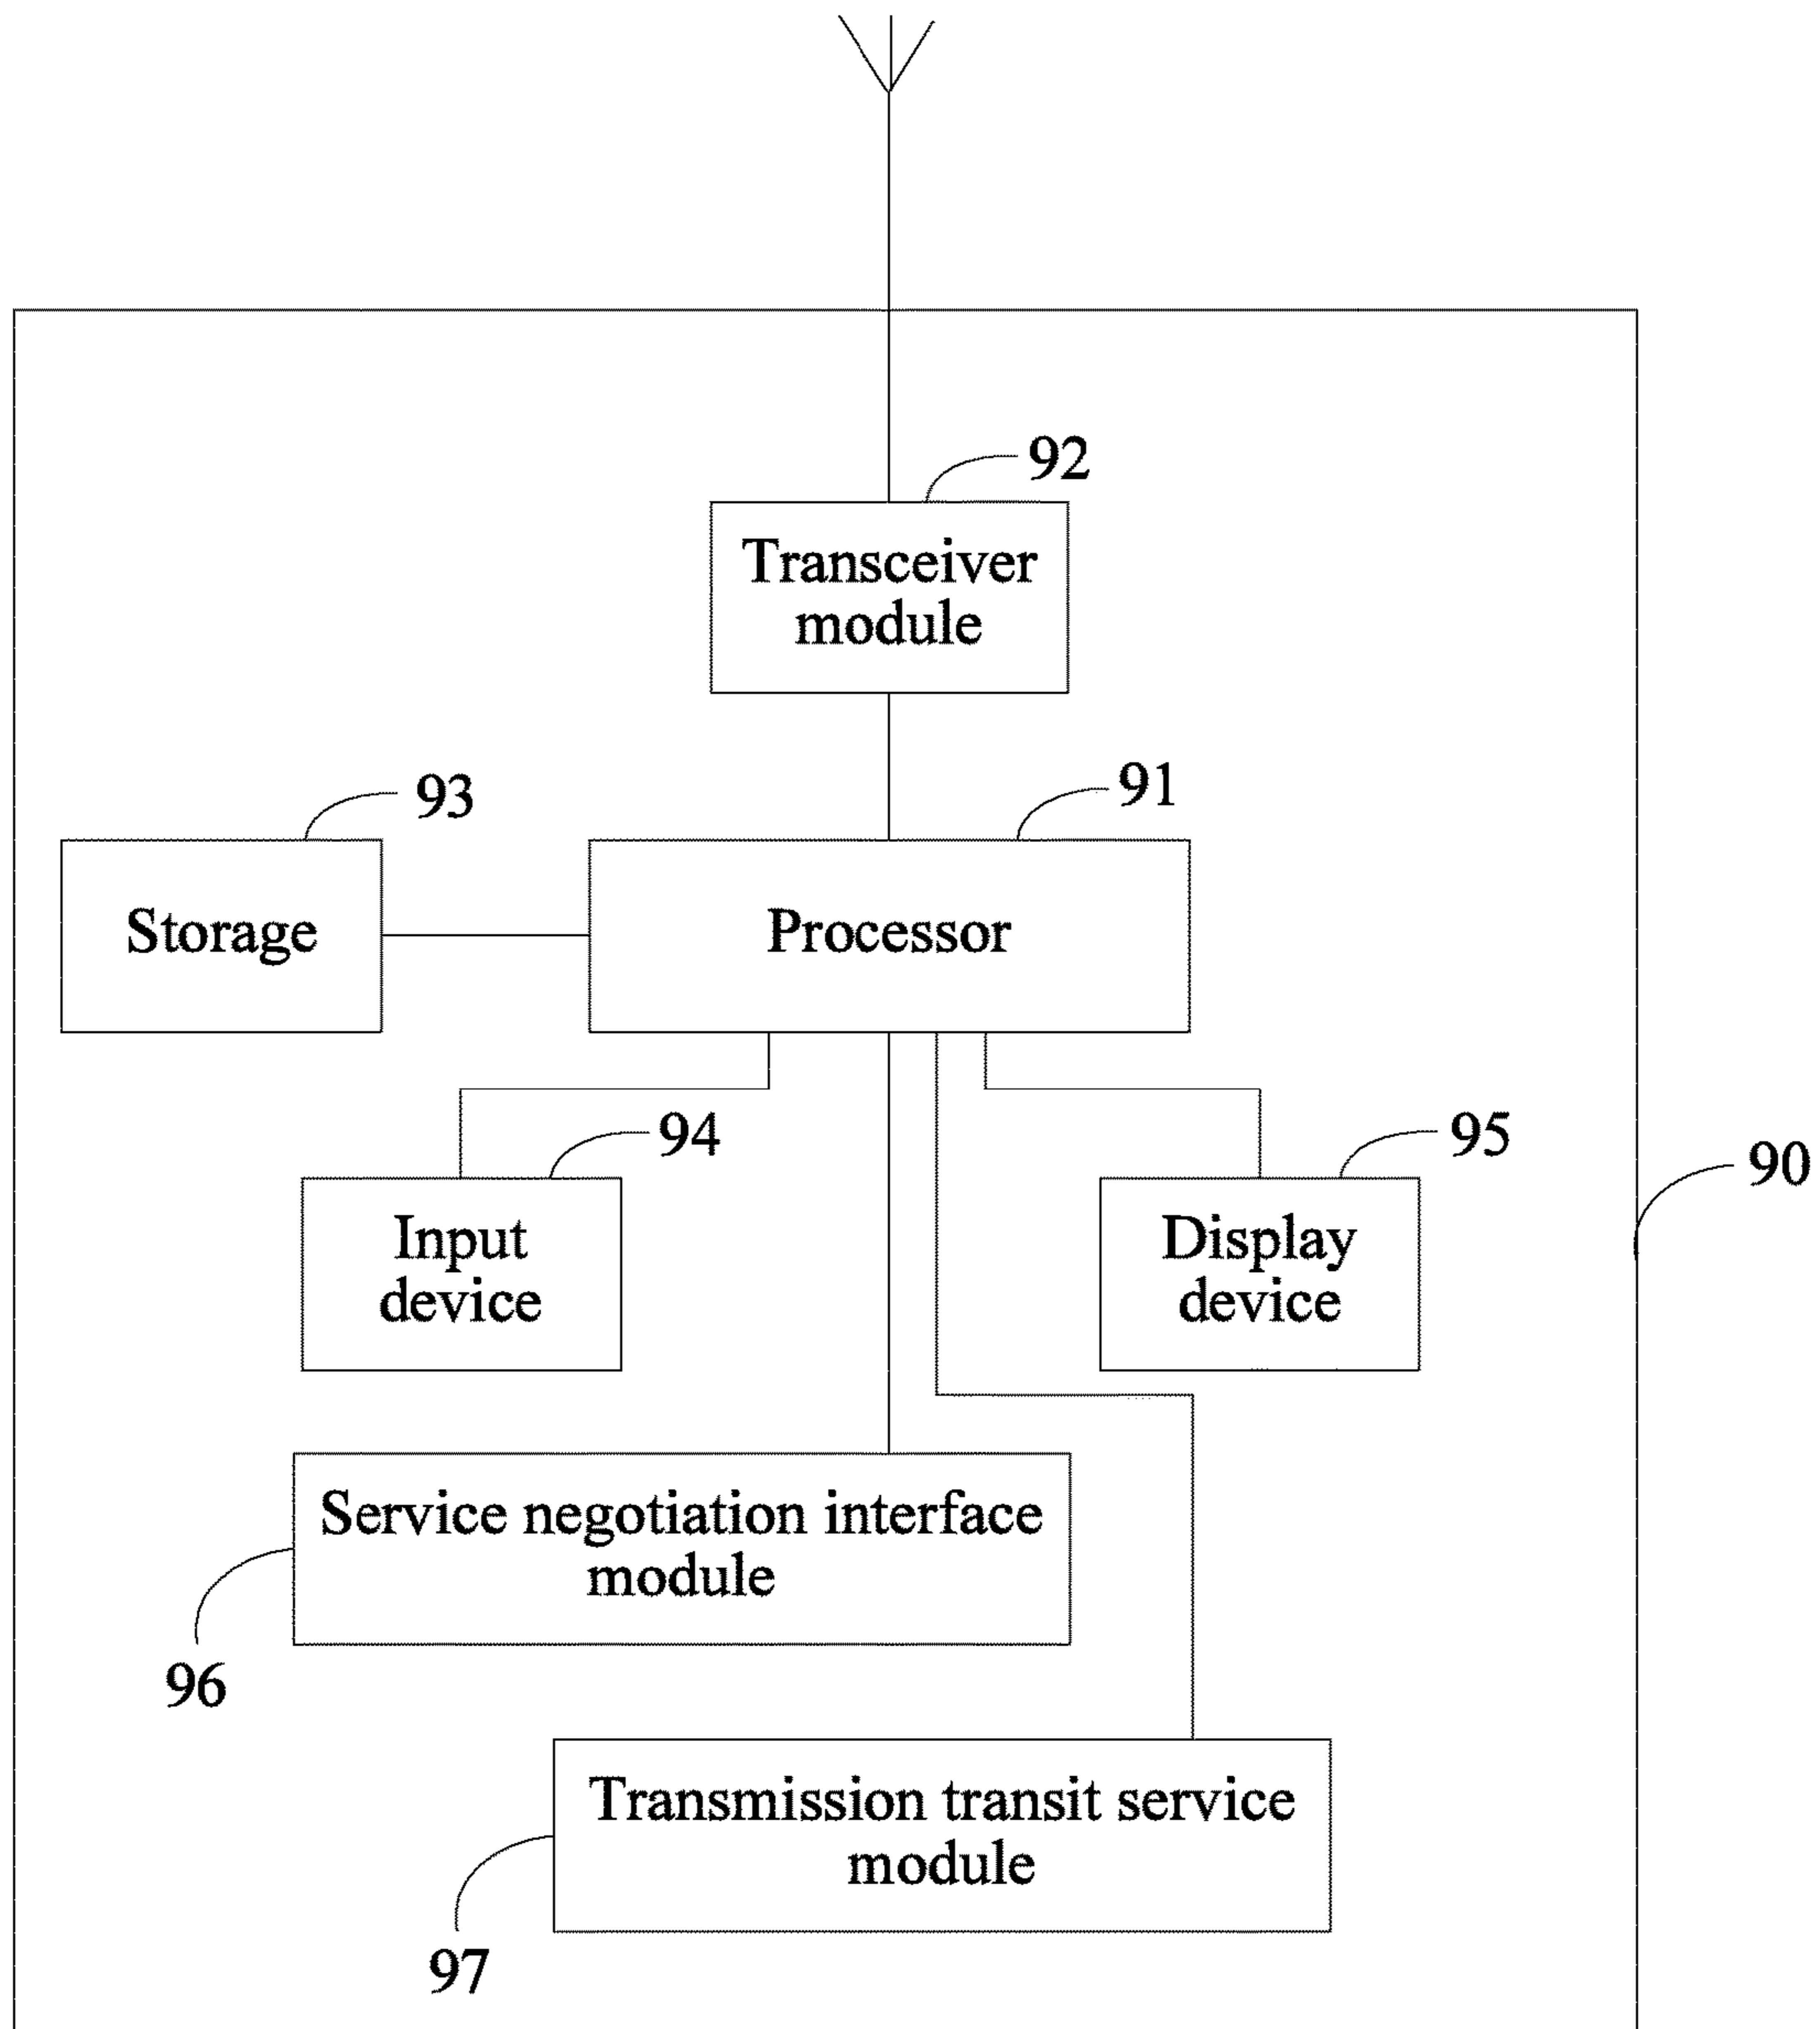 92
Transceiver
module
93
91
Storage
Processor
94
95
90
Input
device
Display
device
Service negotiation interface
module
96
Transmission transit service
module
97